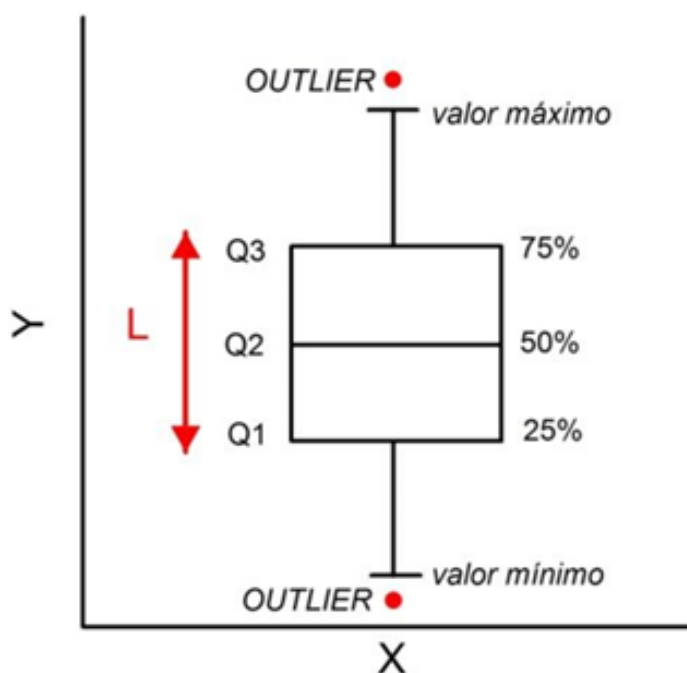 OUTLIER
valor máximo
Q3
75%
L
Y
Q2
50%
Q1
25%
valor mínimo
OUTLIER
X